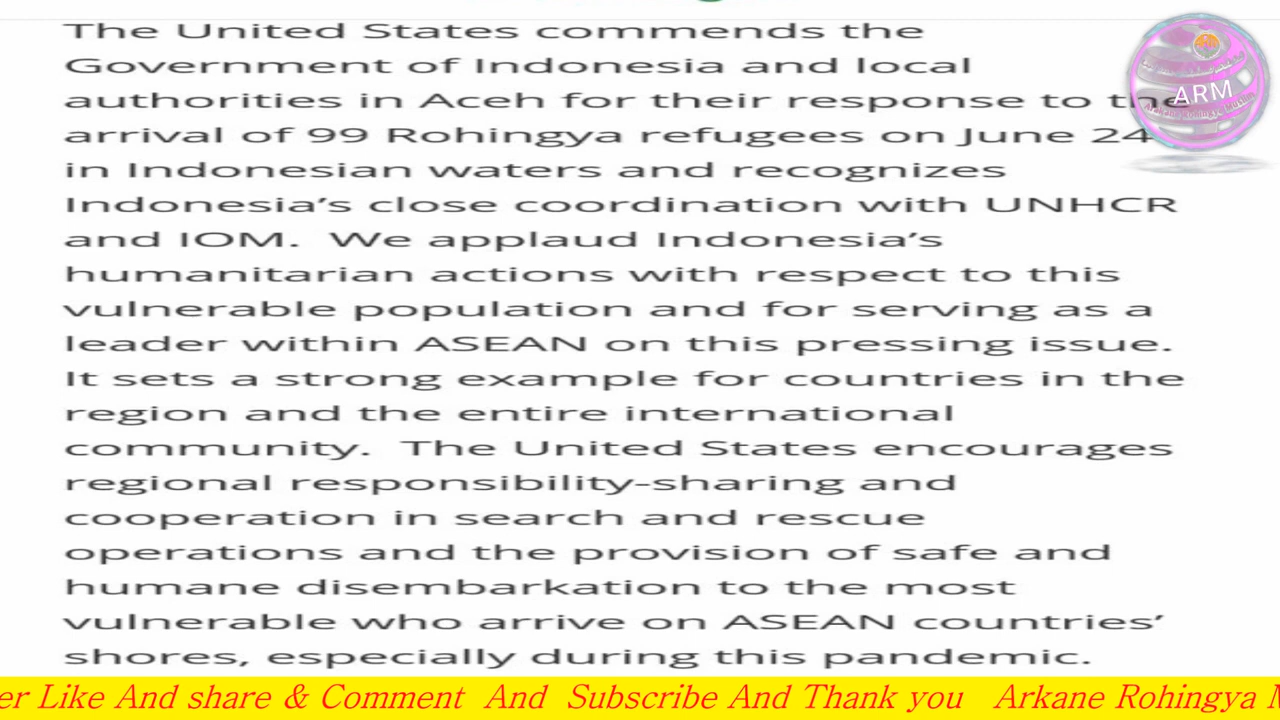 The United States commends the
Government of Indonesia and local
authorities in Aceh for their response to the
arrival of 99 Rohingya refugees on June 24
in Indonesian waters and recognizes
Indonesia’s close coordination with UNHCR
and IOM.  We applaud Indonesia’s
humanitarian actions with respect to this
vulnerable population and for serving as a
leader within ASEAN on this pressing issue.
It sets a strong example for countries in the
region and the entire international
community.  The United States encourages
regional responsibility-sharing and
cooperation in search and rescue
operations and the provision of safe and
humane disembarkation to the most
vulnerable who arrive on ASEAN countries’
shores, especially during this pandemic.
ARM
er Like And share & Comment  And  Subscribe And Thank you   Arkane Rohingya M